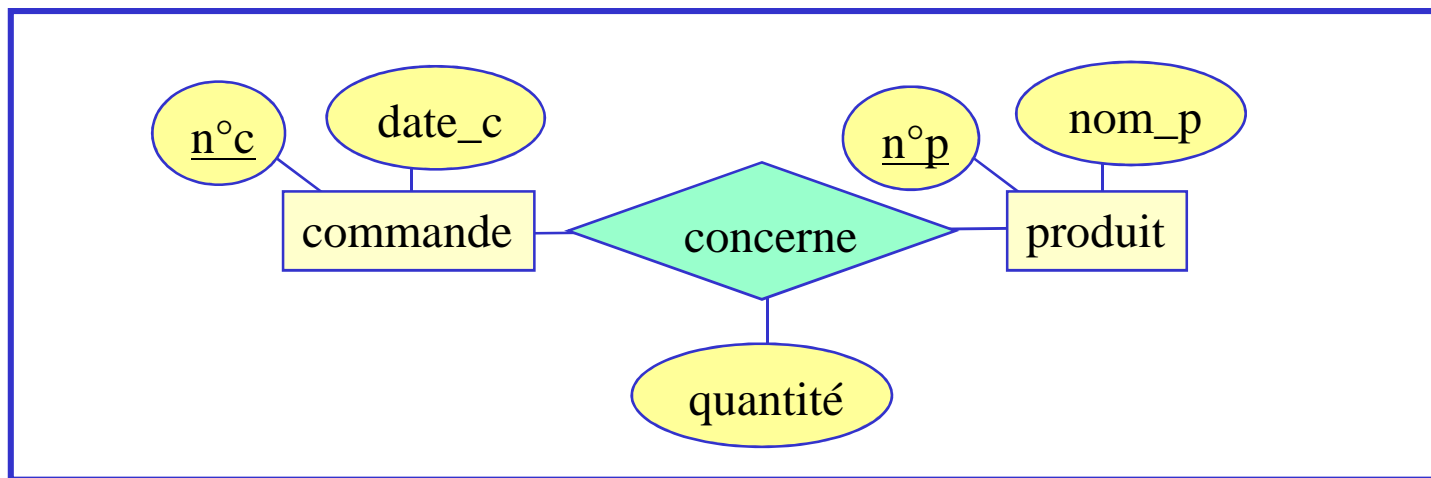 n°c
date_c
n°p
nom_p
commande
concerne
produit
quantité